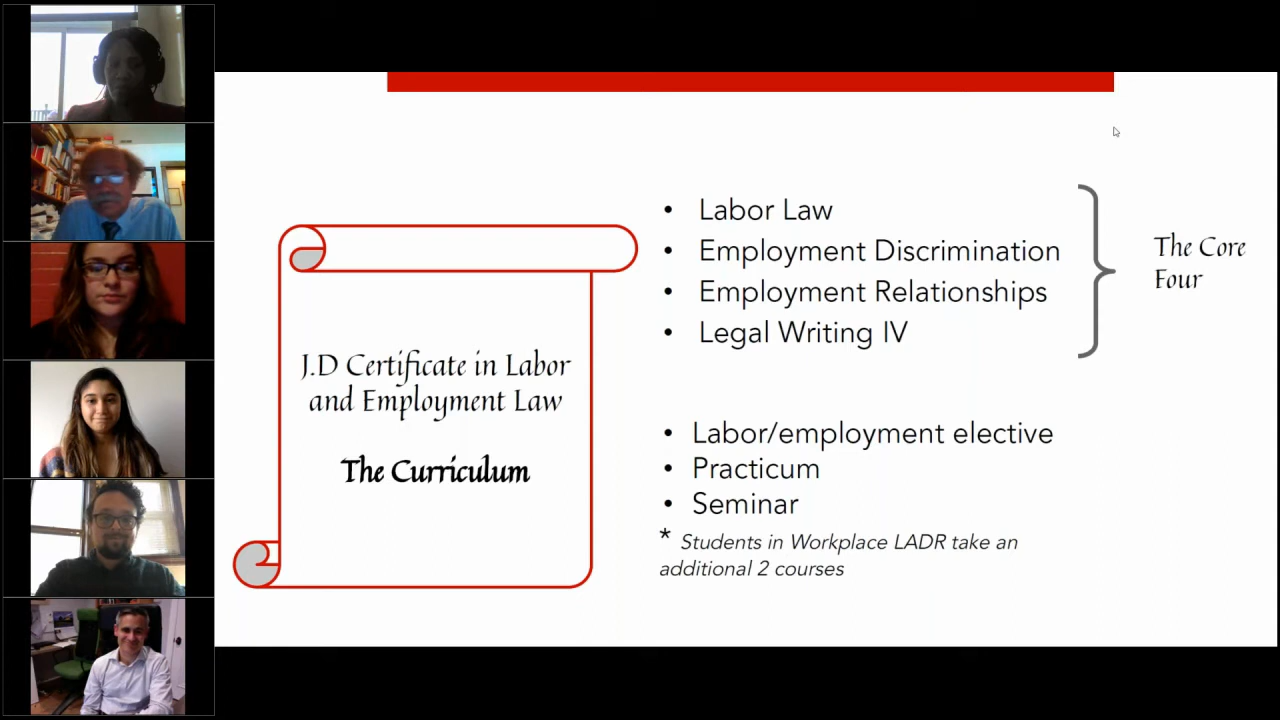 J.D Certificate in Labor
and Employment Law
The Curriculum
• Labor Law
• Employment Discrimination
• Employment Relationships
• Legal Writing IV
The Core
Four
• Labor/employment elective
• Practicum
• Seminar
* Students in Workplace LADR take an
additional 2 courses